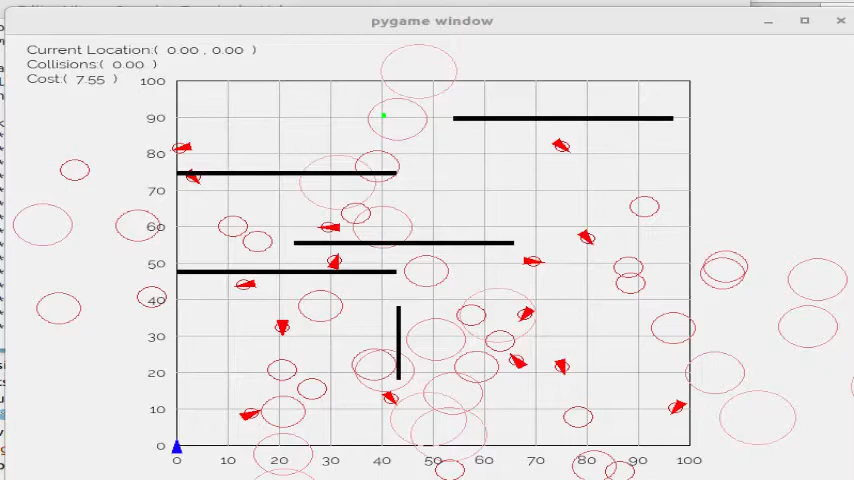 pygame window
Current Location:( 0.00 , 0.00 )
Collisions:( 0.00 )
Cost:( 7.55 )
100
90
80
70
60
50
40
30
20
10
0
0 10 20 30 40 50 60 70 80 90 100